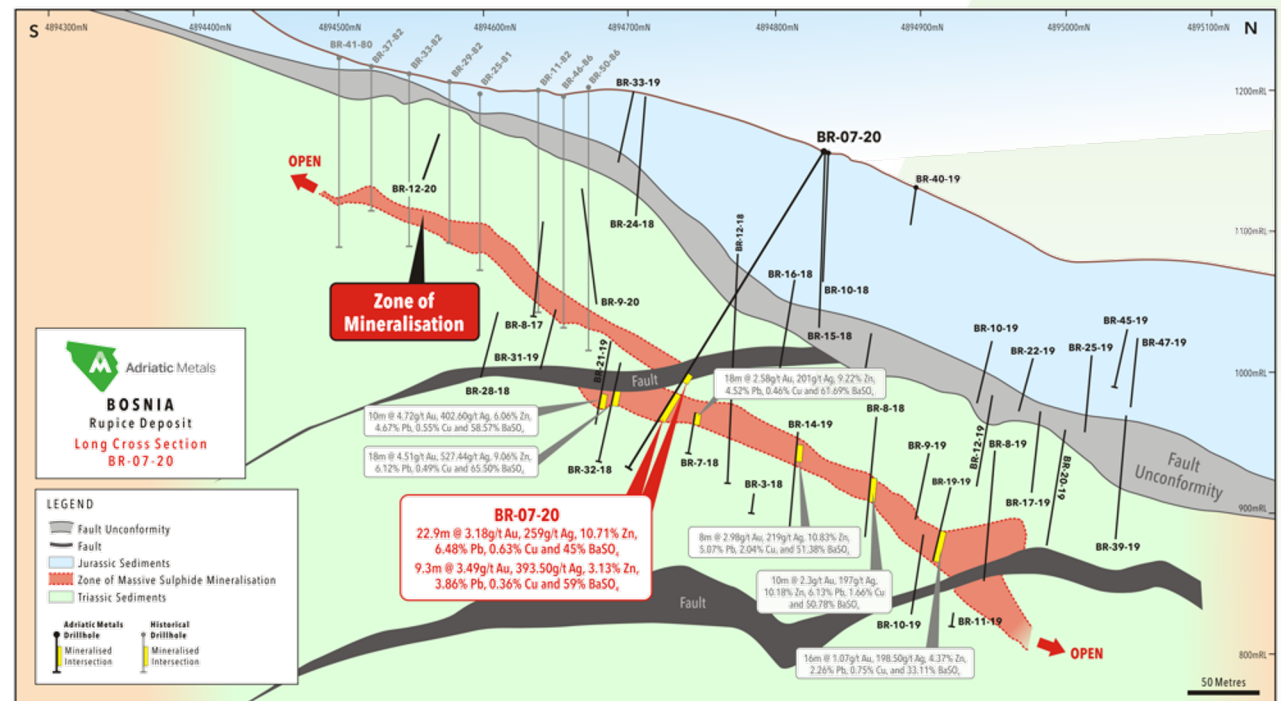 S
4894300mN
4894400mN
4894500mN
4894600mN
4894700mN
4894800mN
4894900mN
4895000mN
4895100mN
N
BR-41-80
BR-37-82
BR-33-82
BR-29-82
BR-25-81
BR-11-82
BR-46-86
BR-50-86
BR-33-19
1200mRL
BR-07-20
OPEN
BR-12-20
BR-40-19
BR-24-18
BR-12-18
1100mRL
BR-16-18
BR-10-18
Zone of
Mineralisation
BR-9-20
BR-8-17
BR-15-18
BR-10-19
BR-45-19
BR-47-19
BR-22-19
BR-25-19
BR-31-19
BR-21-19
BR-28-18
Fault
1000mRL
18m @ 2.58g/t Au, 201g/t Ag, 9.22% Zn,
4.52% Pb, 0.46% Cu and 61.69% BaSO₄
Adriatic Metals
BOSNIA
Rupice Deposit
Long Cross Section
BR-07-20
10m @ 4.72g/t Au, 402.60g/t Ag, 6.06% Zn,
4.67% Pb, 0.55% Cu and 58.57% BaSO₄
18m @ 4.51g/t Au, 527.44g/t Ag, 9.06% Zn,
6.12% Pb, 0.49% Cu and 65.50% BaSO₄
BR-32-18
BR-7-18
BR-3-18
BR-14-19
BR-8-18
BR-9-19
BR-19-19
BR-12-19
BR-8-19
BR-17-19
BR-20-19
BR-39-19
Fault
Unconformity
900mRL
LEGEND
Fault Unconformity
Fault
Jurassic Sediments
Zone of Massive Sulphide Mineralisation
Triassic Sediments
Adriatic Metals
Drillhole
Mineralised
Intersection
Historical
Drillhole
Mineralised
Intersection
BR-07-20
22.9m @ 3.18g/t Au, 259g/t Ag, 10.71% Zn,
6.48% Pb, 0.63% Cu and 45% BaSO₄
9.3m @ 3.49g/t Au, 393.50g/t Ag, 3.13% Zn,
3.86% Pb, 0.36% Cu and 59% BaSO₄
8m @ 2.98g/t Au, 219g/t Ag, 10.83% Zn,
5.07% Pb, 2.04% Cu, and 51.38% BaSO₄
10m @ 2.3g/t Au, 197g/t Ag,
10.18% Zn, 6.13% Pb, 1.66% Cu
and 50.78% BaSO₄
Fault
BR-10-19
BR-11-19
16m @ 1.07g/t Au, 198.50g/t Ag, 4.37% Zn,
2.26% Pb, 0.75% Cu and 33.11% BaSO₄
OPEN
800mRL
50 Metres